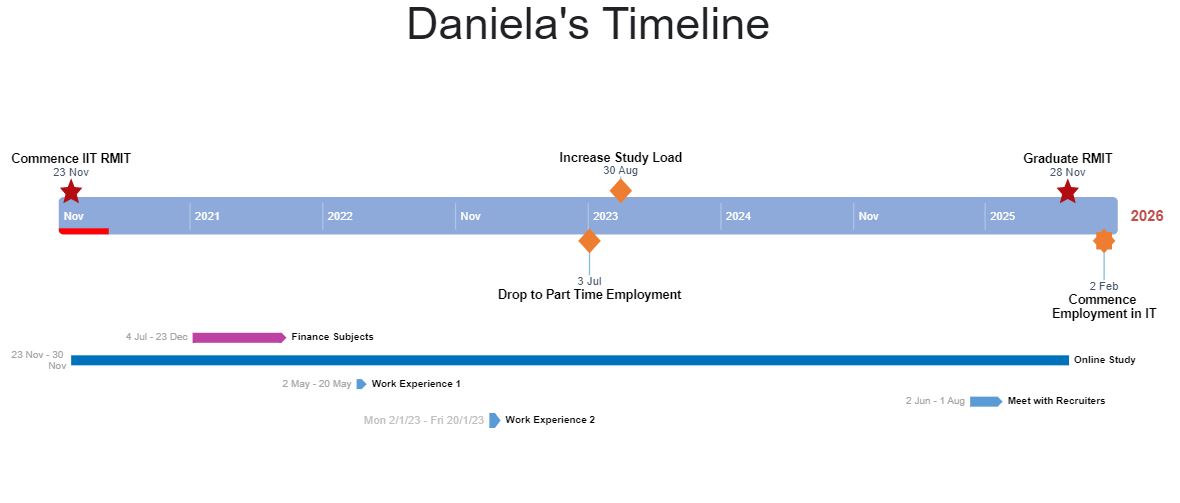 Daniela's Timeline
Commence IIT RMIT
23 Nov
Increase Study Load
30 Aug
Graduate RMIT
28 Nov
Nov
2021
2022
Nov
2023
2024
Nov
2025
2026
3 Jul
Drop to Part Time Employment
2 Feb
Commence
Employment in IT
4 Jul - 23 Dec
Finance Subjects
23 Nov - 30
Nov
Online Study
2 May - 20 May
Work Experience 1
2 Jun - 1 Aug
Meet with Recruiters
Mon 2/1/23 - Fri 20/1/23
Work Experience 2